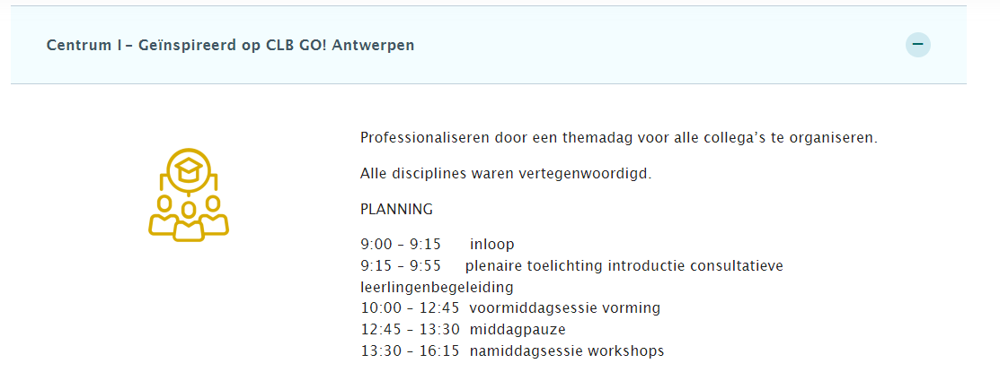 Centrum I – Geïnspireerd op CLB GO! Antwerpen
Professionaliseren door een themadag voor alle collega’s te organiseren.
Alle disciplines waren vertegenwoordigd.
PLANNING
9:00 – 9:15 inloop
9:15 – 9:55 plenaire toelichting introductie consultatieve
leerlingenbegeleiding
10:00 – 12:45 voormiddagsessie vorming
12:45 – 13:30 middagpauze
13:30 – 16:15 namiddagsessie workshops